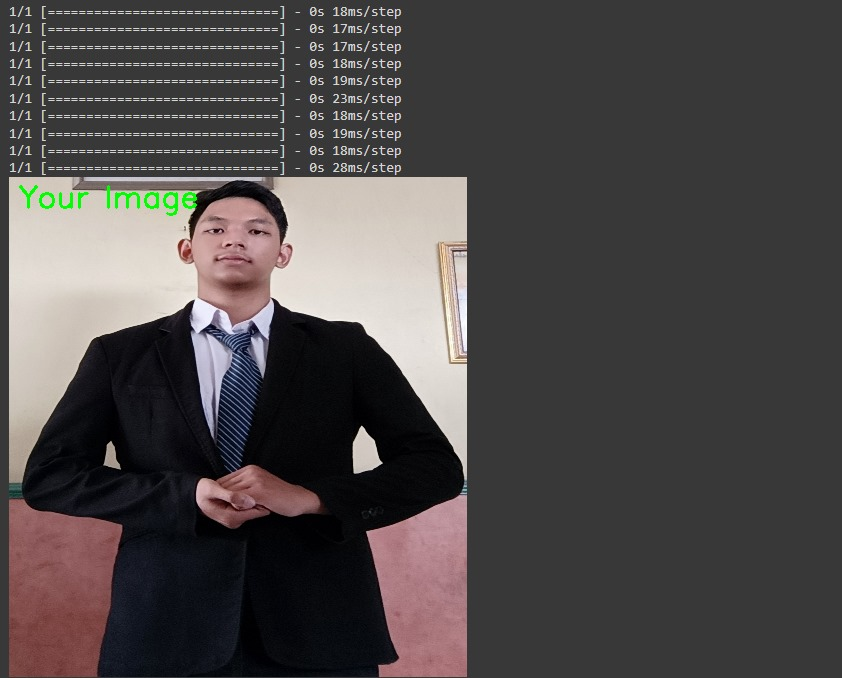 1/1 [==============================] - 0s 18ms/step
1/1 [==============================] - 0s 17ms/step
1/1 [==============================] - 0s 17ms/step
1/1 [==============================] - 0s 18ms/step
1/1 [==============================] - 0s 19ms/step
1/1 [==============================] - 0s 23ms/step
1/1 [==============================] - 0s 18ms/step
1/1 [==============================] - 0s 19ms/step
1/1 [==============================] - 0s 18ms/step
1/1 [==============================] - 0s 28ms/step
Your Image